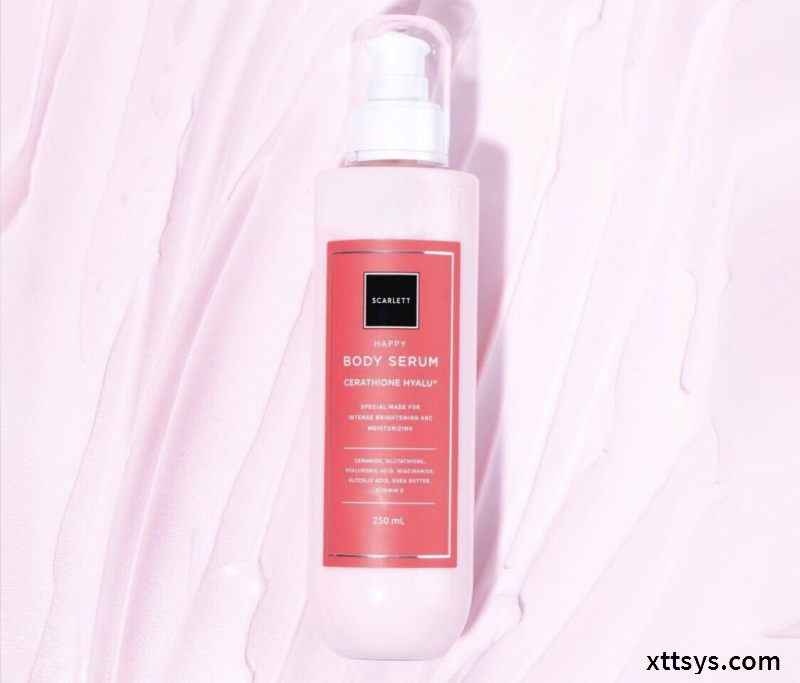 SCARLETT
HAPPY
BODY SERUM
CERATHIONE HYALU⁺
SPECIAL MADE FOR
INTENSE BRIGHTENING AND
MOISTURIZING
CERAMIDE, GLUTATHIONE,
HYALURONIC ACID, NIACINAMIDE,
GLYCOLIC ACID, SHEA BUTTER,
VITAMIN E
250 mL
xttsys.com